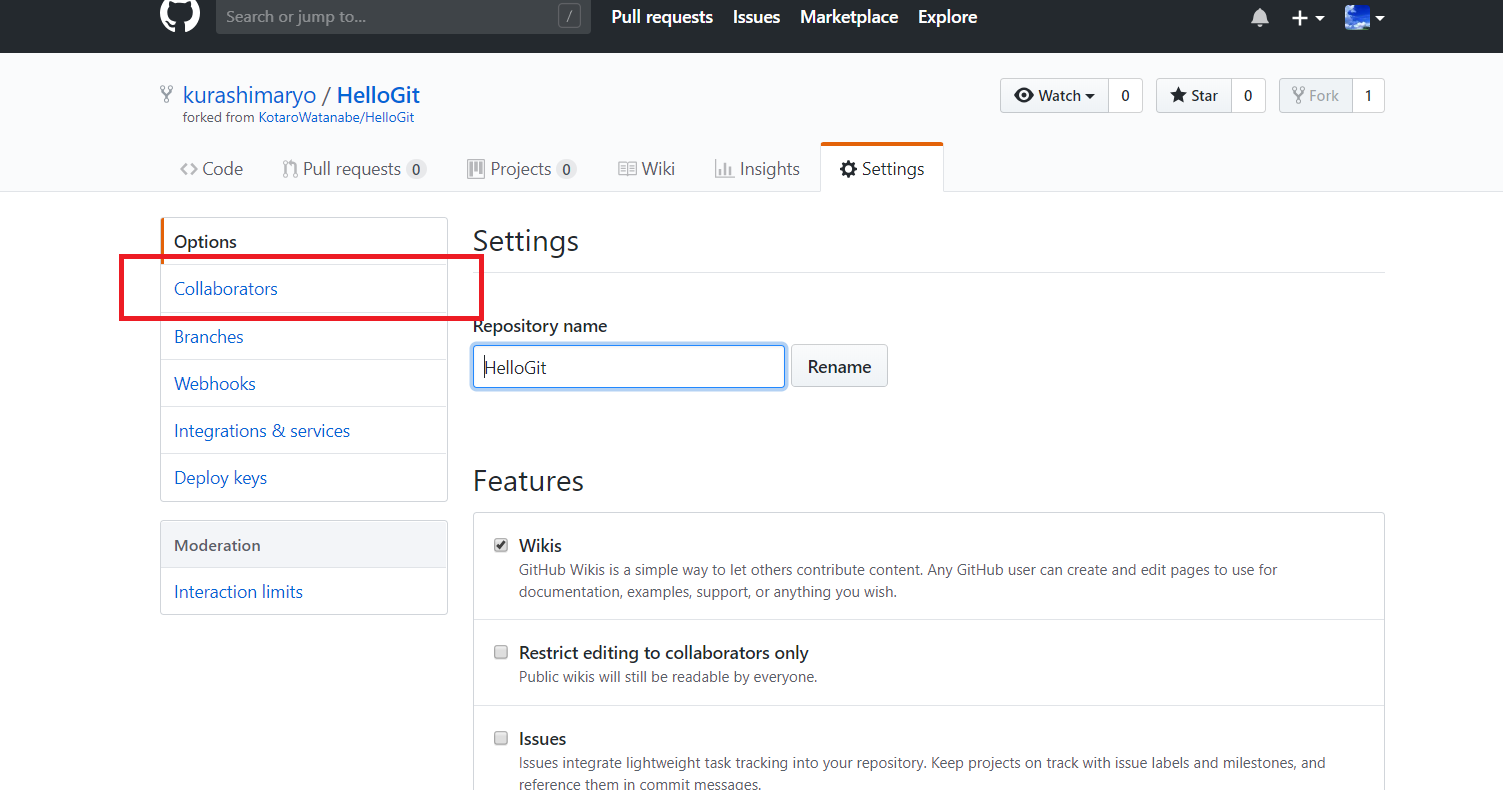 Search or jump to... /
Pull requests Issues Marketplace Explore
kurashimaryo / HelloGit
forked from KotaroWatanabe/HelloGit
Watch 0
Star 0
Fork 1
Code
Pull requests 0
Projects 0
Wiki
Insights
Settings
Options
Collaborators
Branches
Webhooks
Integrations & services
Deploy keys
Moderation
Interaction limits
Settings
Repository name
HelloGit
Rename
Features
Wikis
GitHub Wikis is a simple way to let others contribute content. Any GitHub user can create and edit pages to use for
documentation, examples, support, or anything you wish.
Restrict editing to collaborators only
Public wikis will still be readable by everyone.
Issues
Issues integrate lightweight task tracking into your repository. Keep projects on track with issue labels and milestones, and
reference them in commit messages.